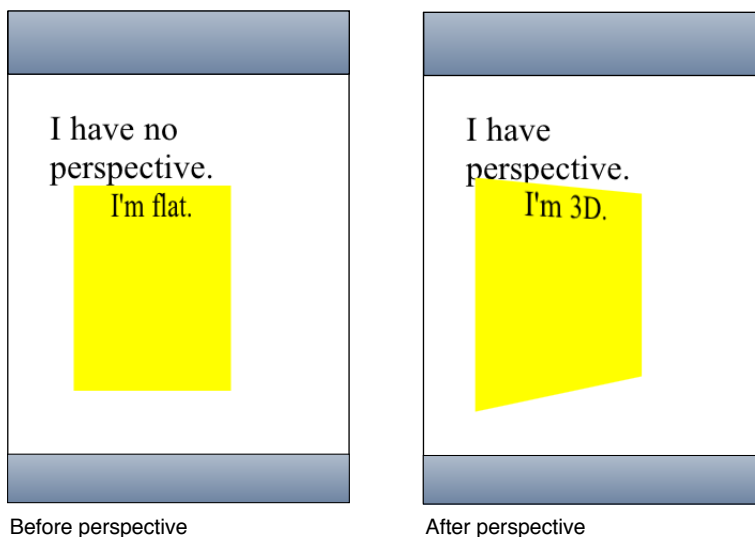 I have no
perspective.
I'm flat.
Before perspective
I have
perspective.
I'm 3D.
After perspective